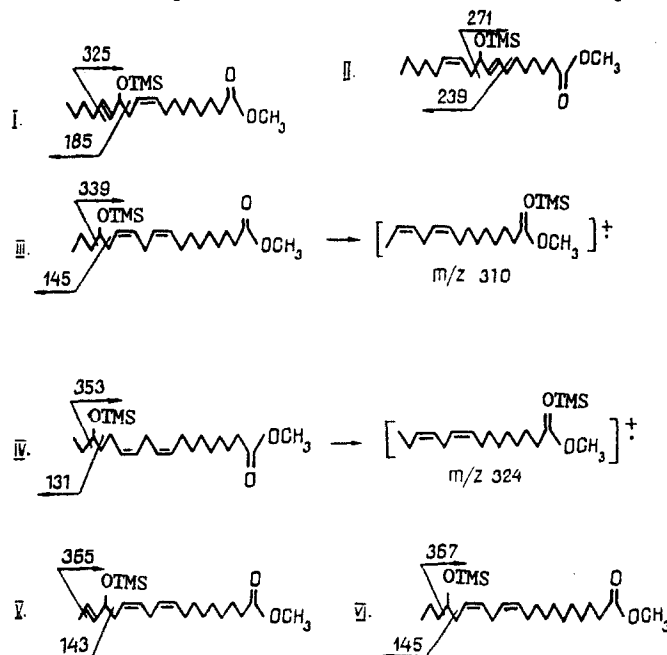 325
OTMS
O
OCH₃
I.
185
271
OTMS
II.
OCH₃
O
239
339
OTMS
O
OCH₃
III.
145
OTMS
OCH₃
+·
m/z 310
353
OTMS
OCH₃
O
IV.
131
OTMS
OCH₃
+·
m/z 324
365
OTMS
O
OCH₃
V.
143
367
OTMS
O
OCH₃
VI.
145